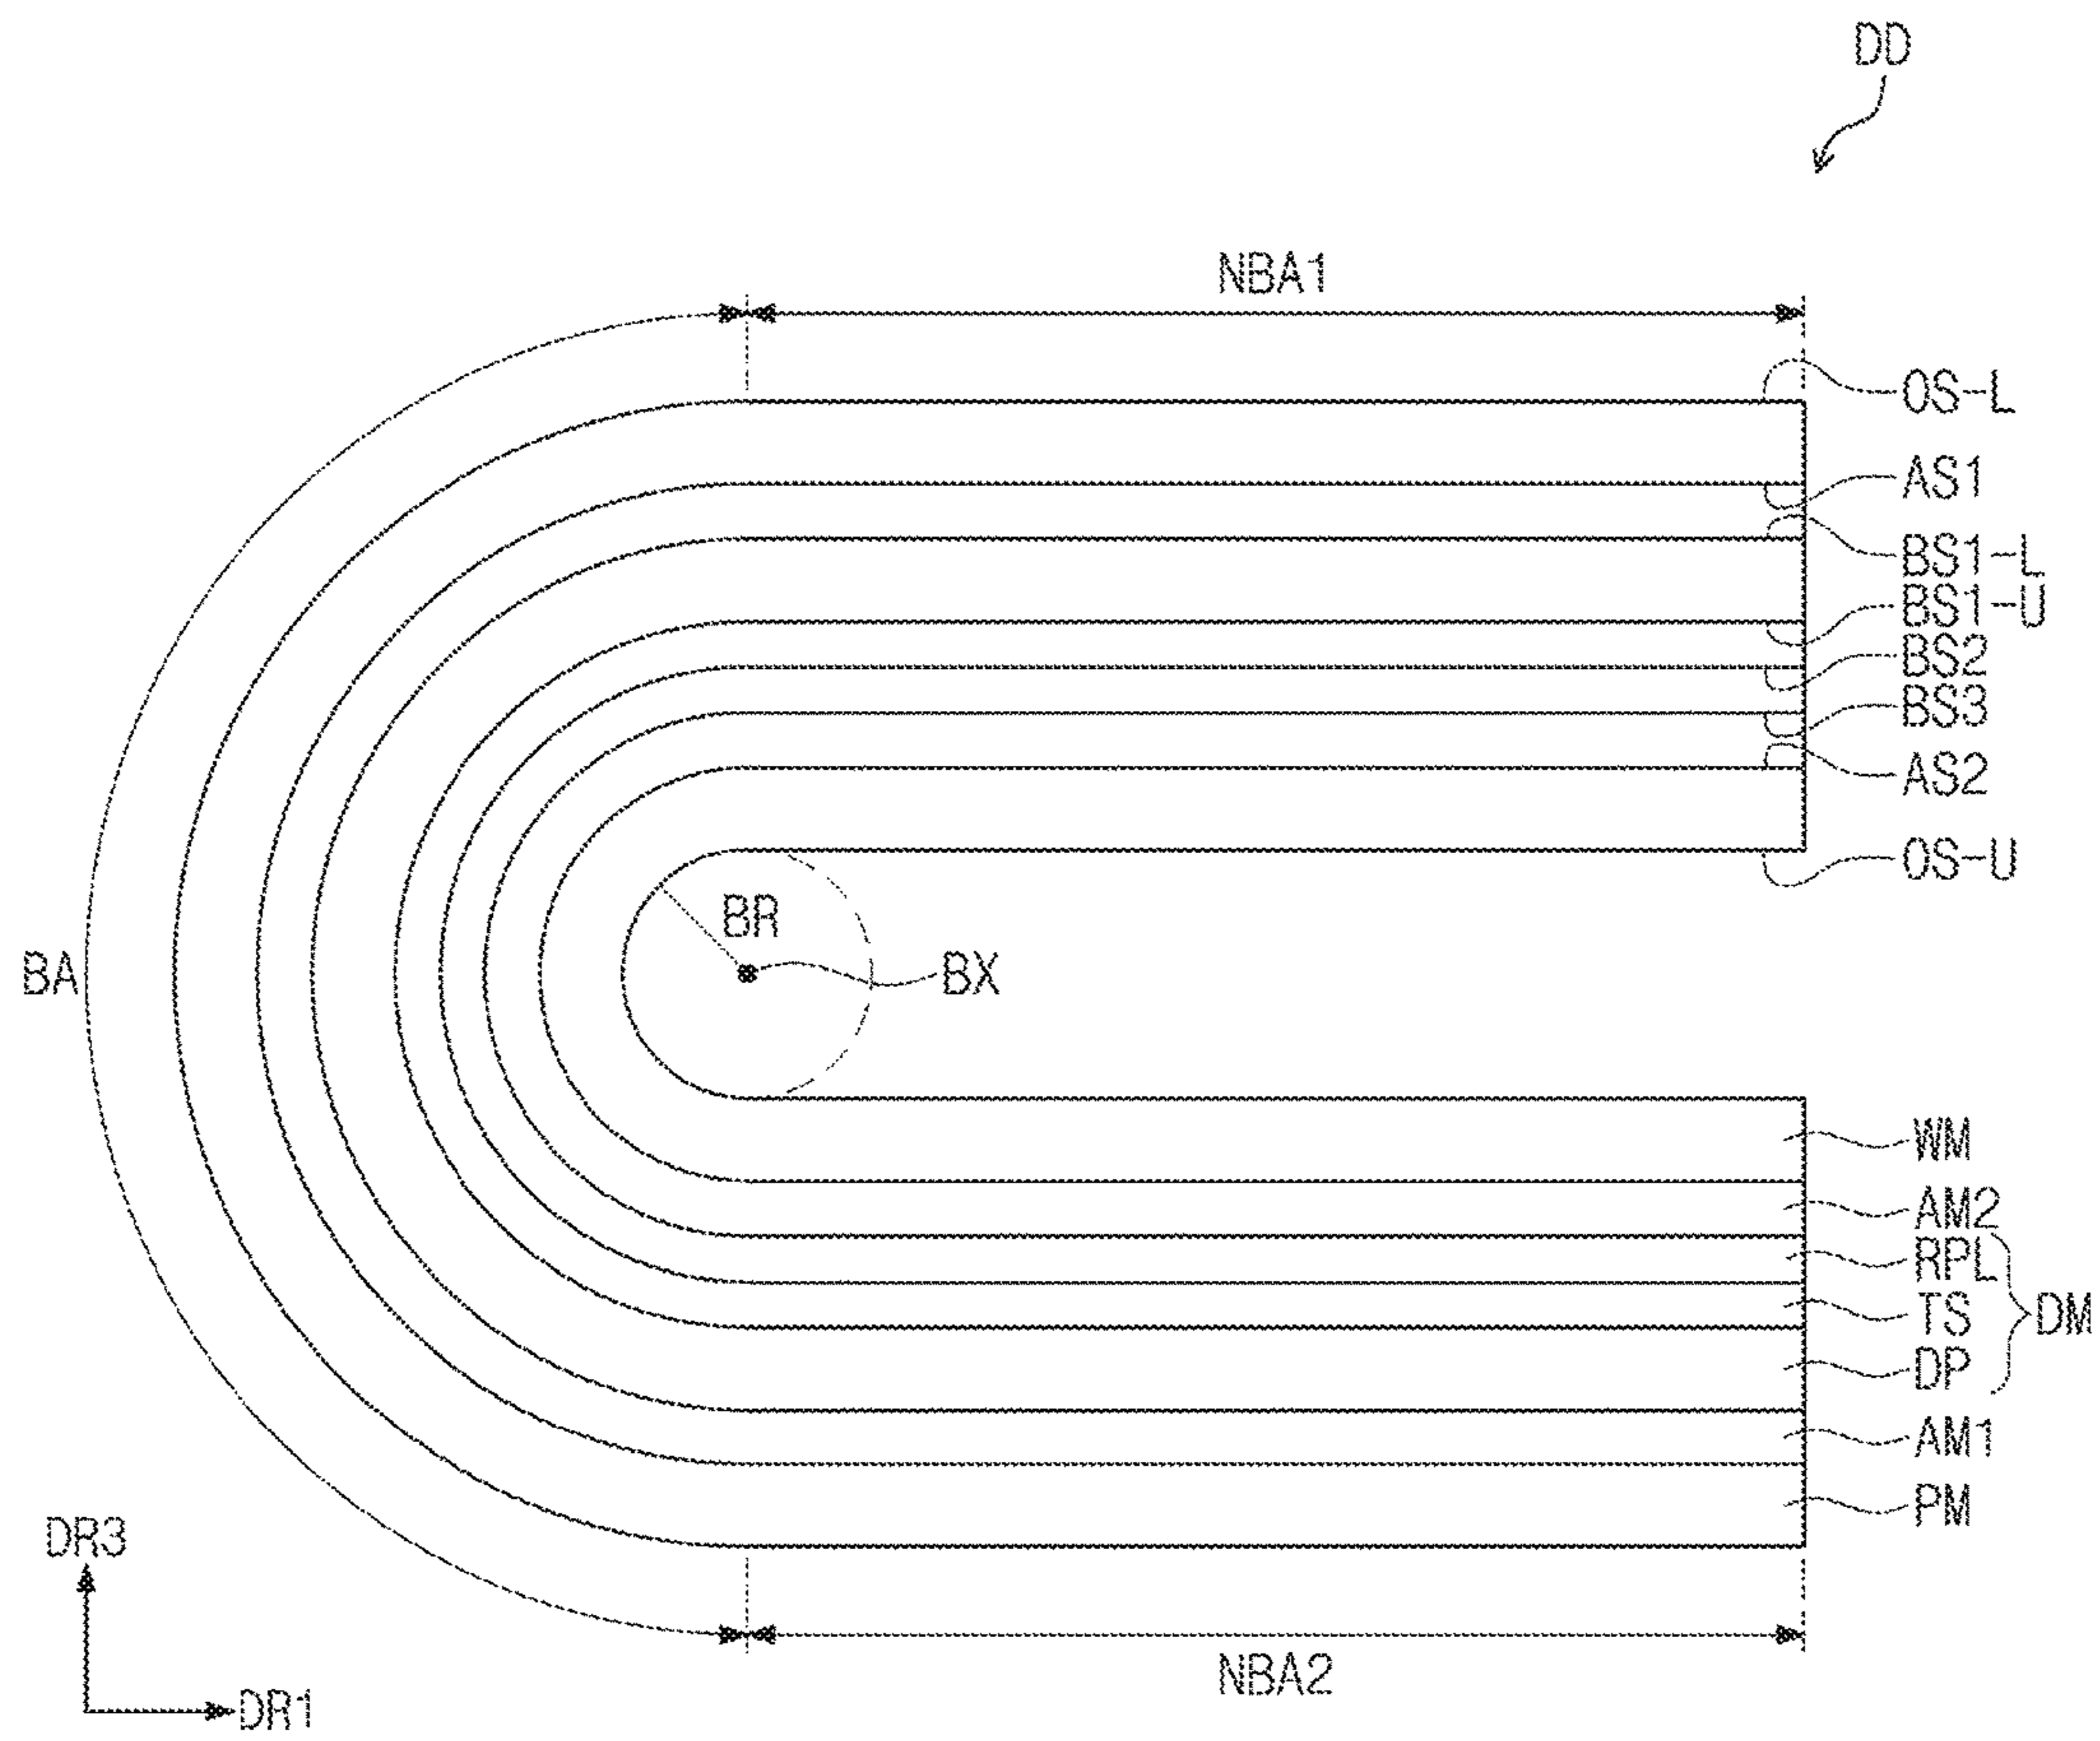 DD
NBA1
OS-L
AS1
BS1-L
BS1-U
BS2
BS3
AS2
OS-U
BR
BA
BX
WM
AM2
RPL
TS
DM
DP
AM1
PM
DR3
NBA2
DR1